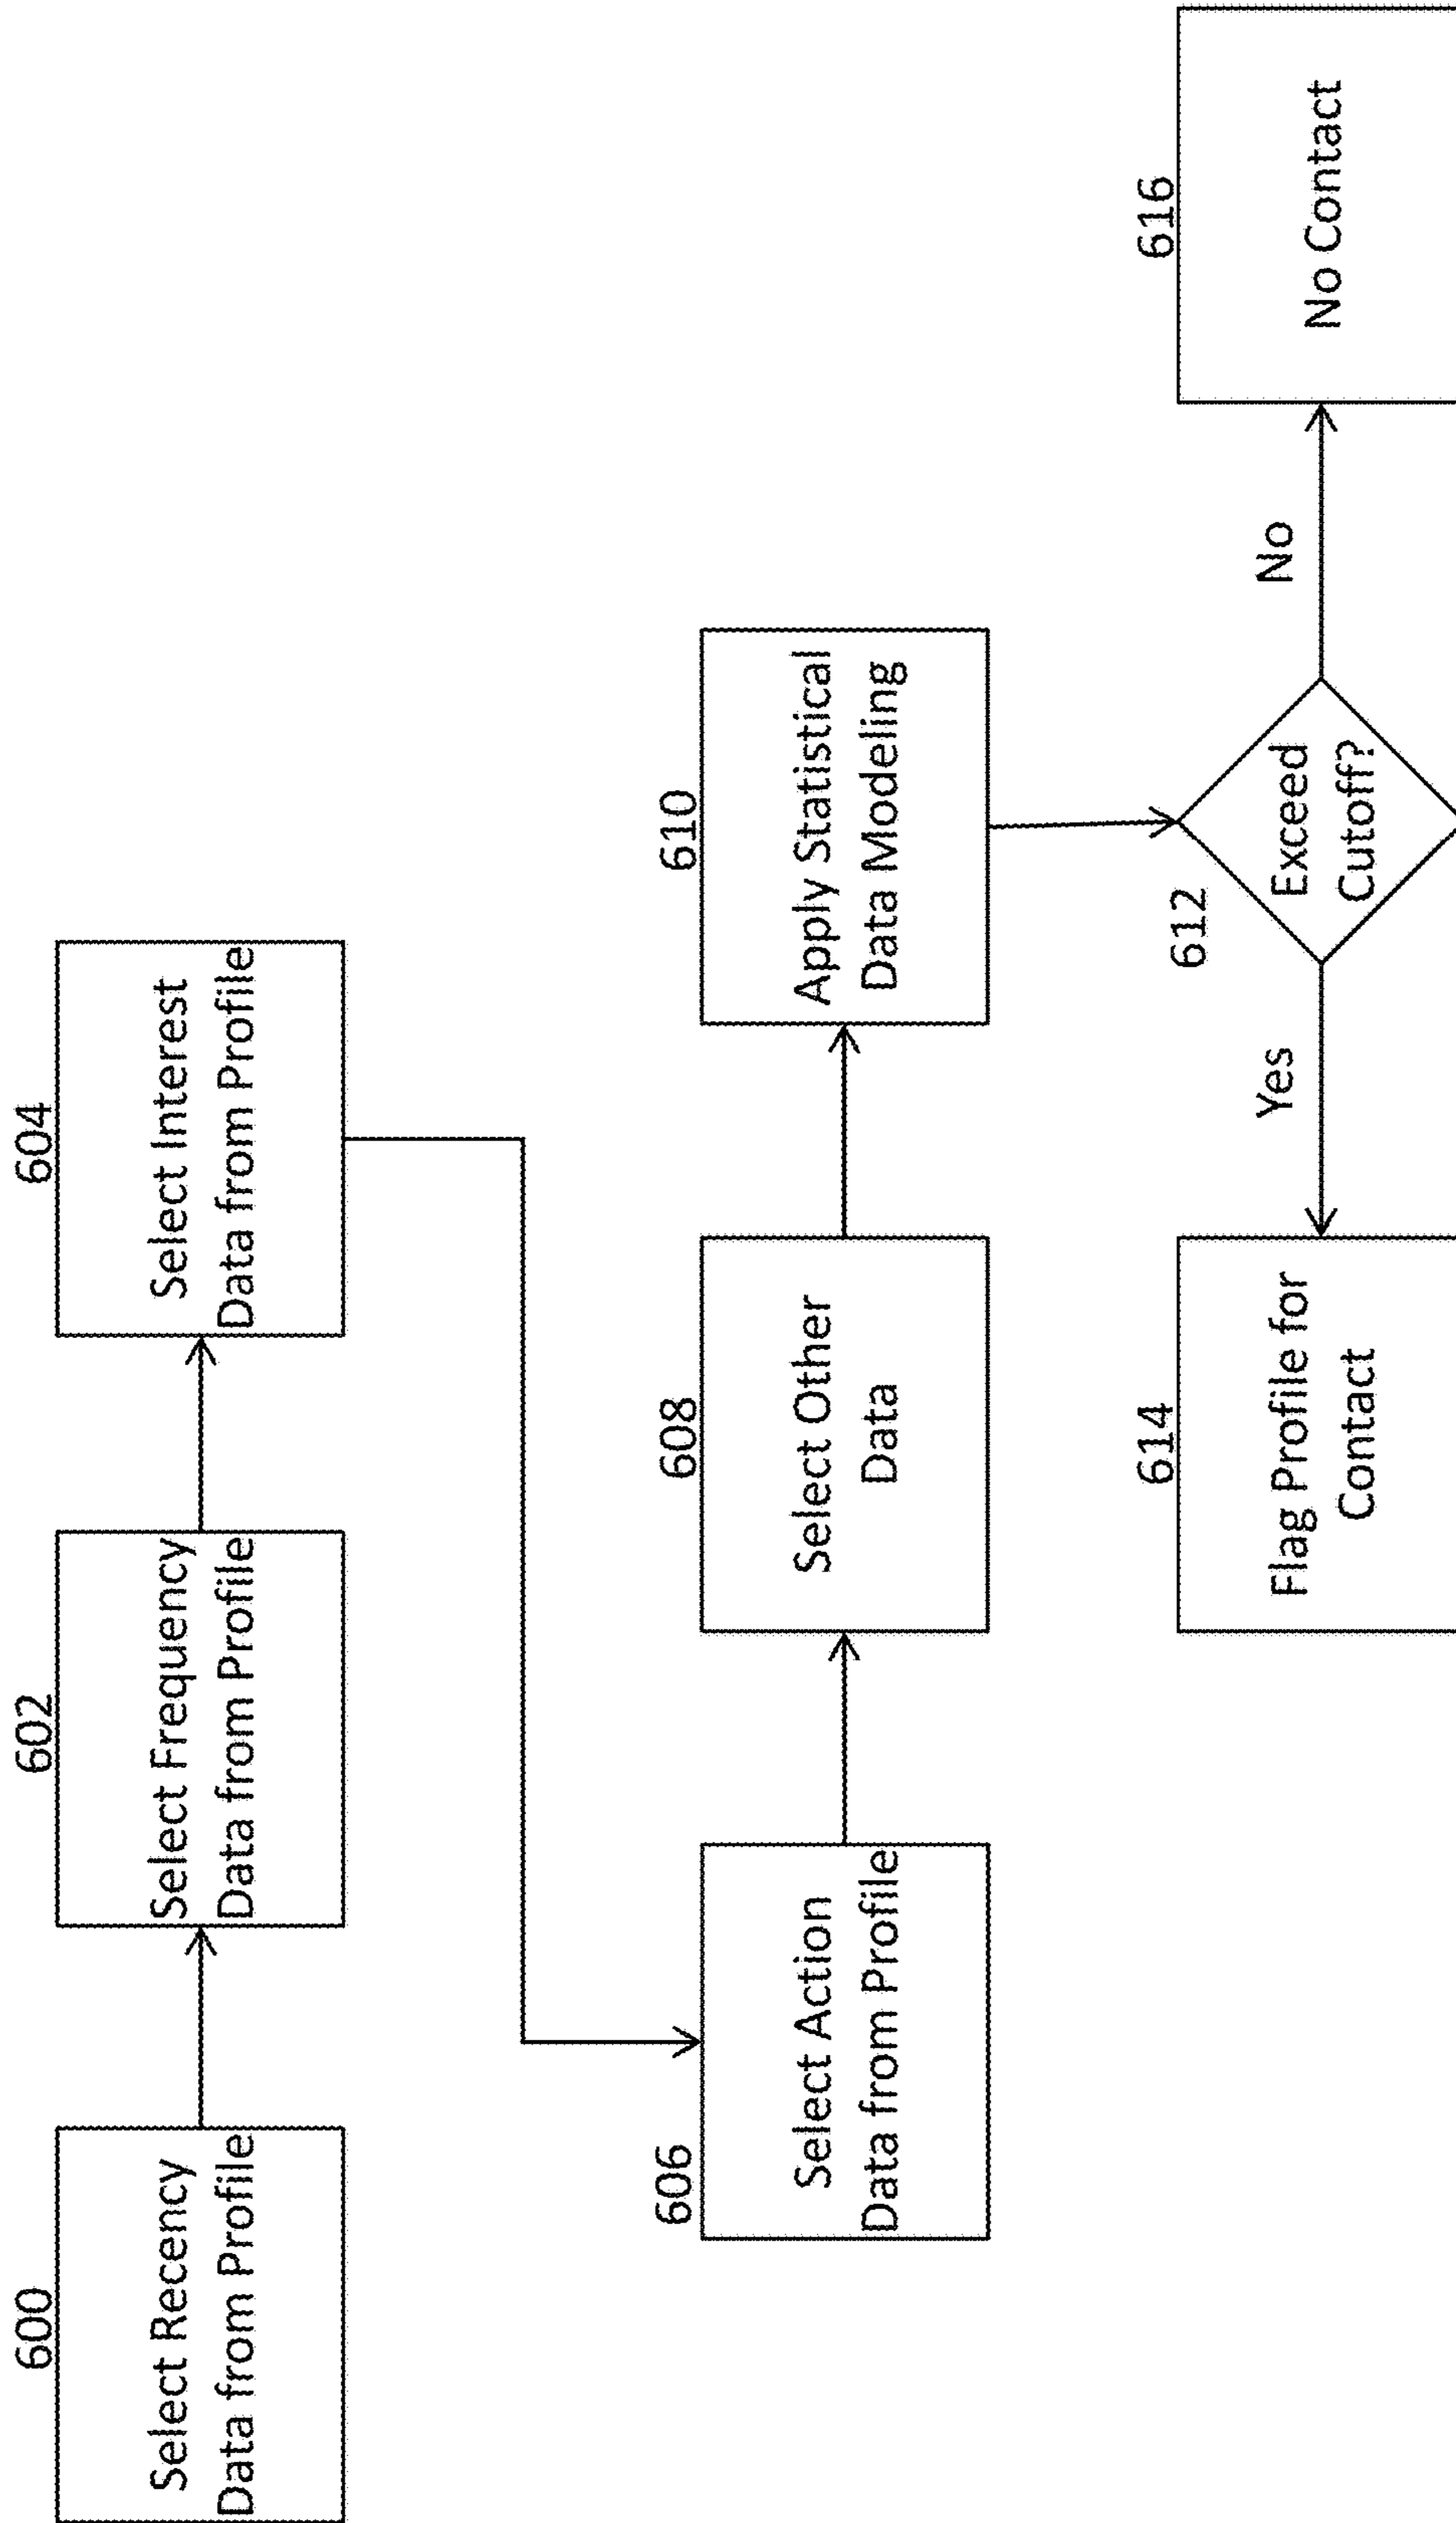 600
Select Recency
Data from Profile
602
Select Frequency
Data from Profile
604
Select Interest
Data from Profile
606
Select Action
Data from Profile
608
Select Other
Data
610
Apply Statistical
Data Modeling
612
Exceed
Cutoff?
Yes
No
614
Flag Profile for
Contact
616
No Contact